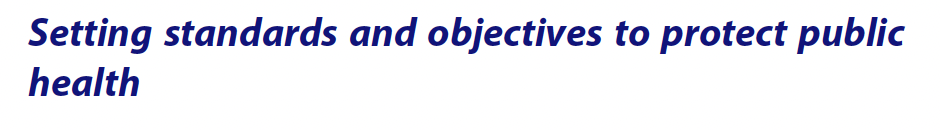 Setting standards and objectives to protect public
health